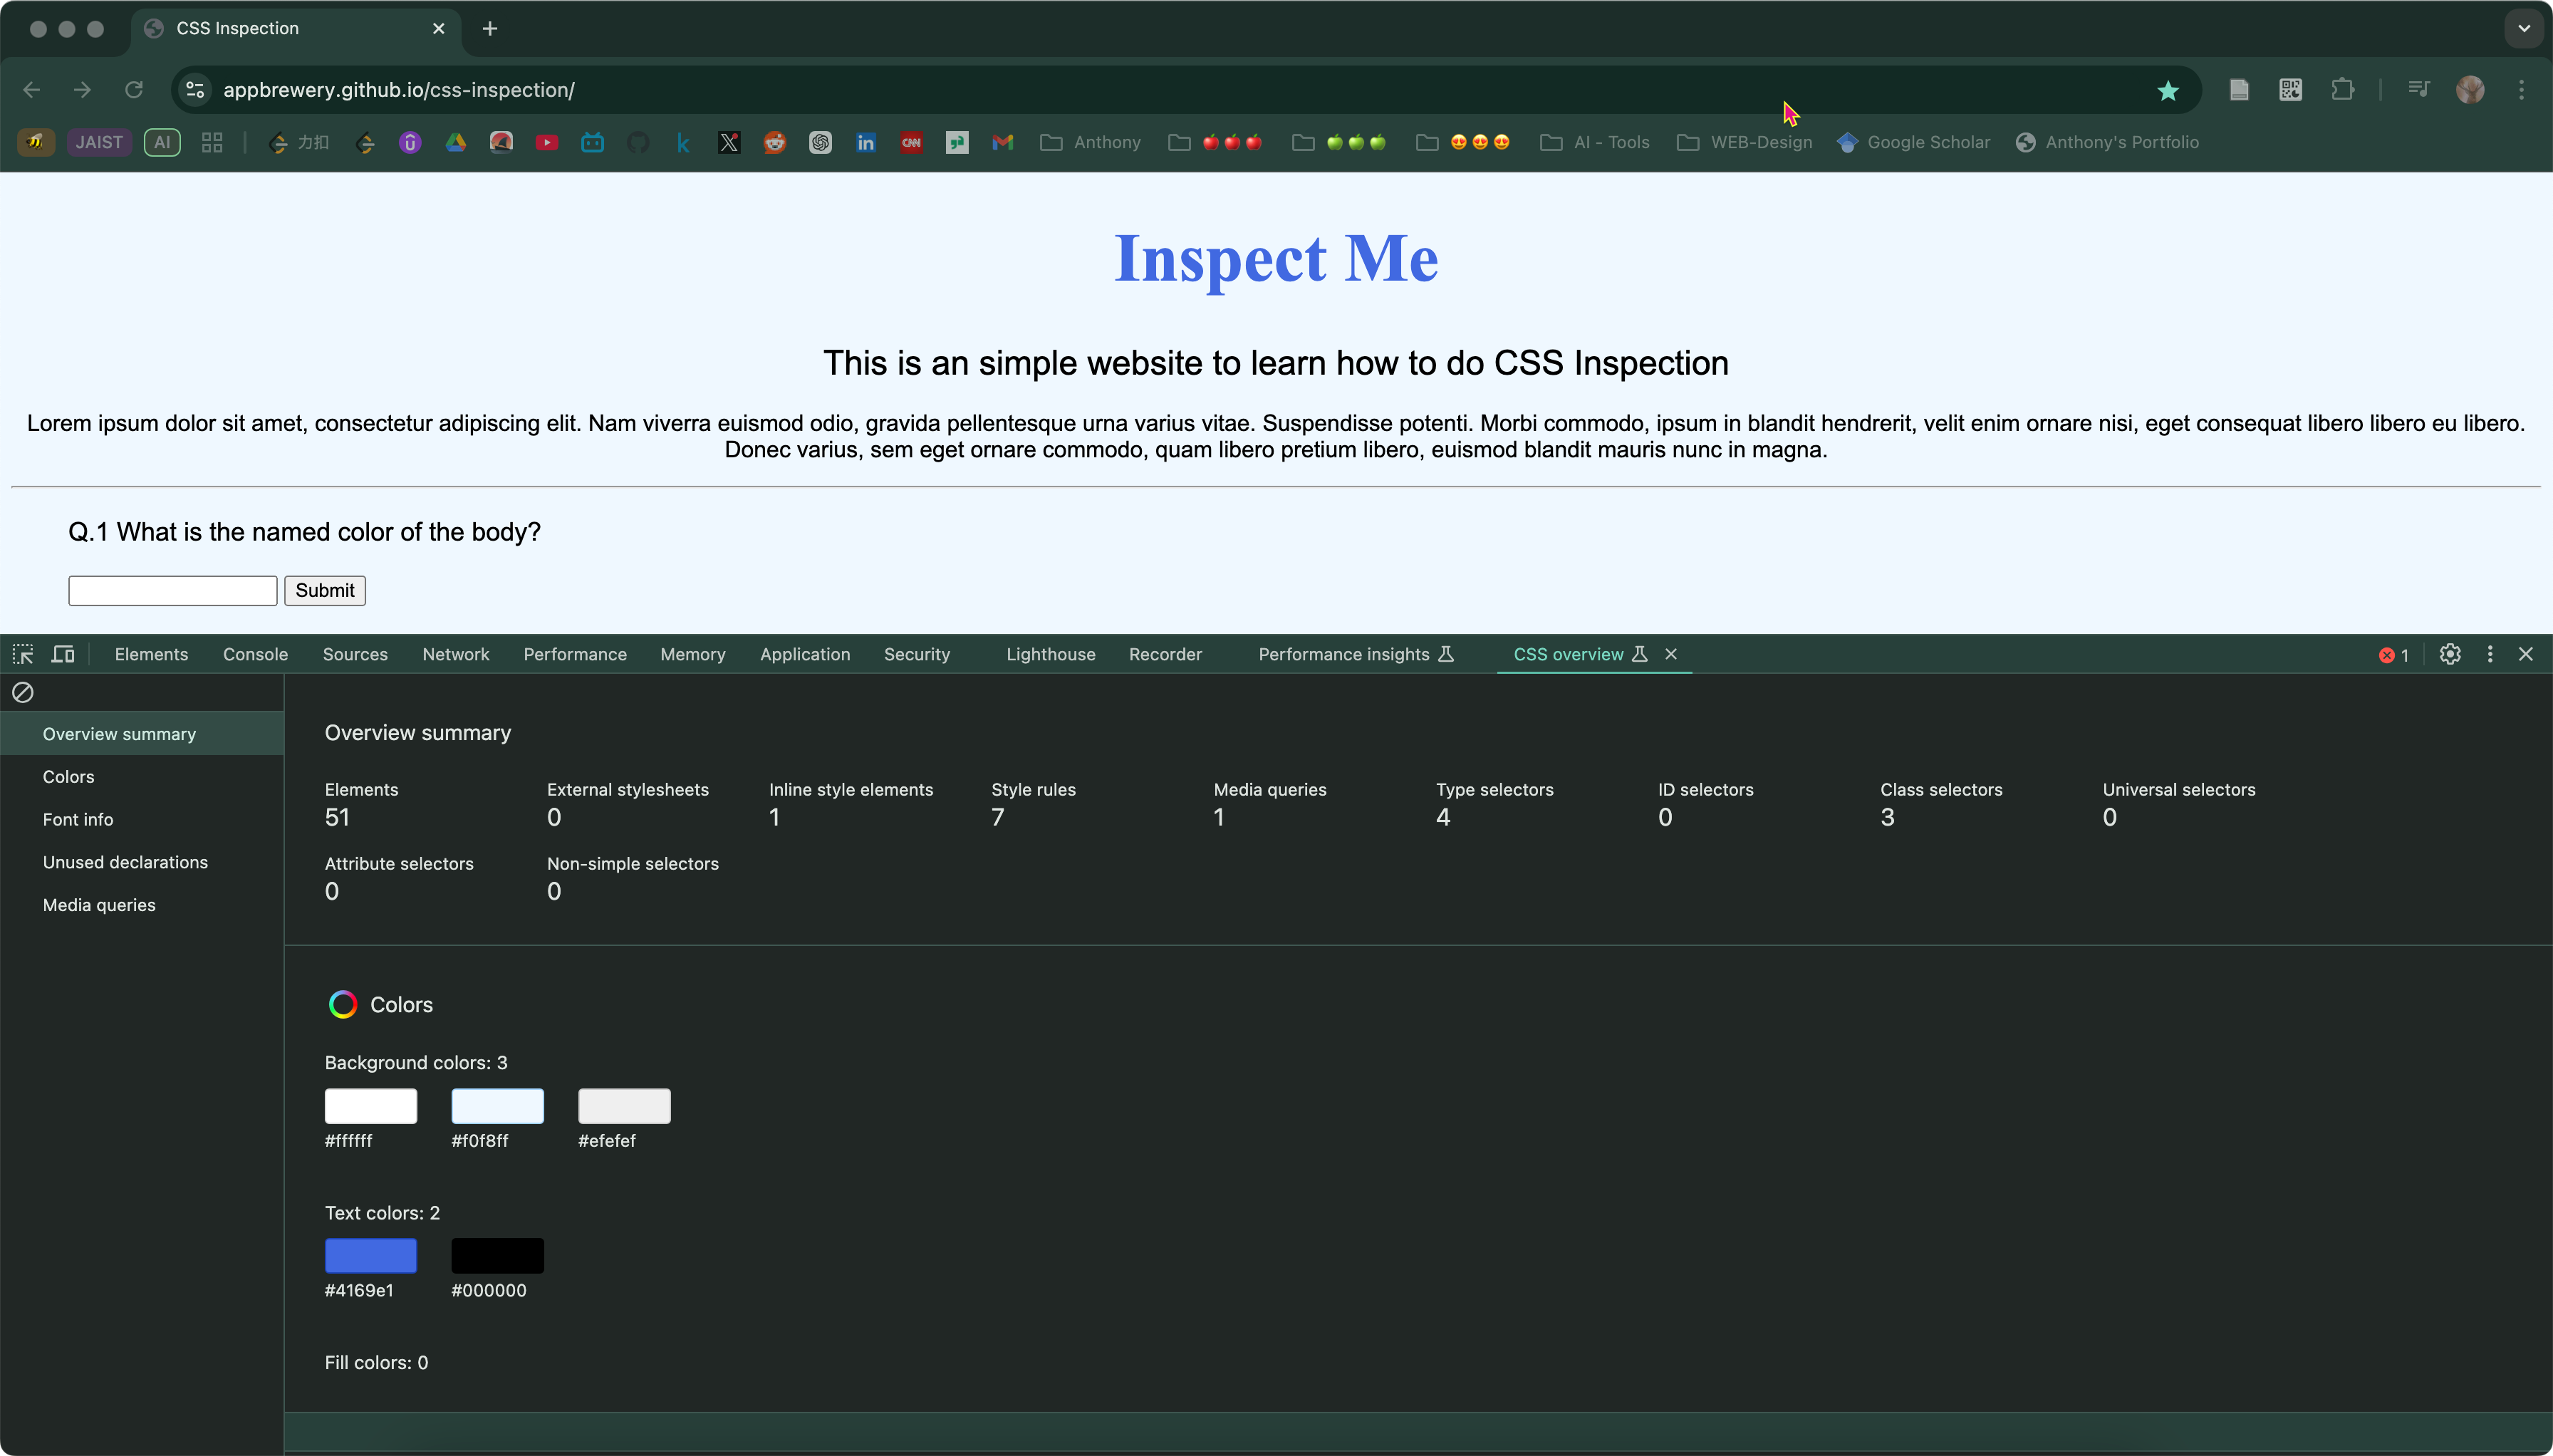 CSS Inspection
appbrewery.github.io/css-inspection/
JAIST AI 力扣 CNN Anthony 🍎🍎🍎 🍏🍏🍏 😍😍😍 AI - Tools WEB-Design Google Scholar Anthony's Portfolio
Inspect Me
This is an simple website to learn how to do CSS Inspection
Lorem ipsum dolor sit amet, consectetur adipiscing elit. Nam viverra euismod odio, gravida pellentesque urna varius vitae. Suspendisse potenti. Morbi commodo, ipsum in blandit hendrerit, velit enim ornare nisi, eget consequat libero libero eu libero.
Donec varius, sem eget ornare commodo, quam libero pretium libero, euismod blandit mauris nunc in magna.
Q.1 What is the named color of the body?
Submit
Elements Console Sources Network Performance Memory Application Security Lighthouse Recorder Performance insights CSS overview 1
Overview summary
Colors
Font info
Unused declarations
Media queries
Overview summary
Elements External stylesheets Inline style elements Style rules Media queries Type selectors ID selectors Class selectors Universal selectors
51 0 1 7 1 4 0 3 0
Attribute selectors Non-simple selectors
0 0
Colors
Background colors: 3
#ffffff #f0f8ff #efefef
Text colors: 2
#4169e1 #000000
Fill colors: 0